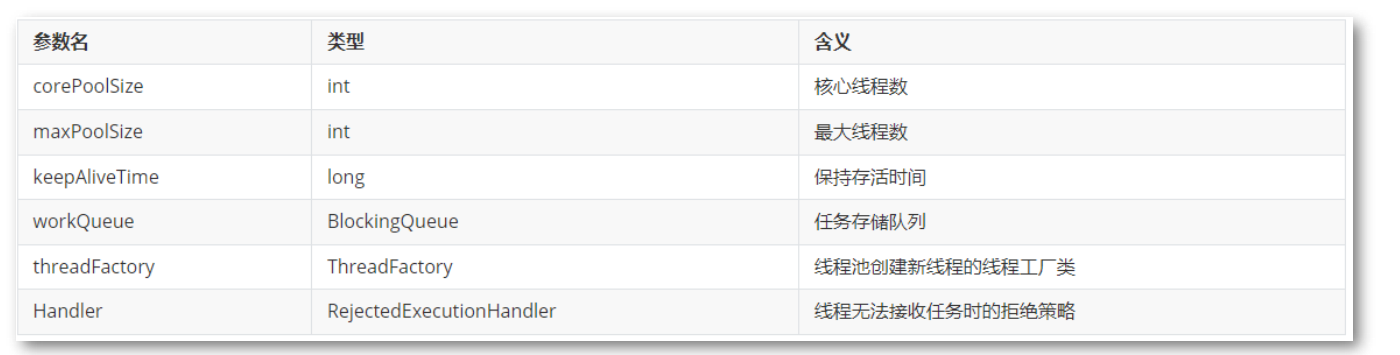 参数名 类型 含义
corePoolSize int 核心线程数
maxPoolSize int 最大线程数
keepAliveTime long 保持存活时间
workQueue BlockingQueue 任务存储队列
threadFactory ThreadFactory 线程池创建新线程的线程工厂类
Handler RejectedExecutionHandler 线程无法接收任务时的拒绝策略